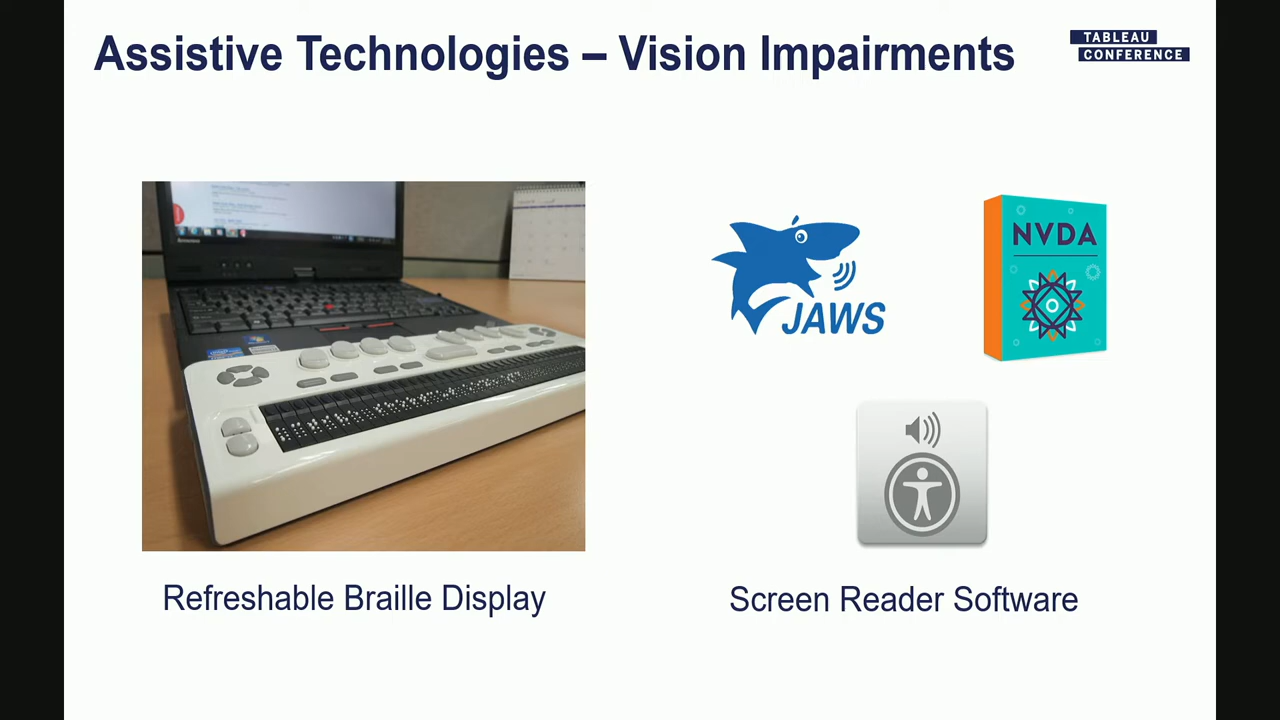 Assistive Technologies – Vision Impairments
TABLEAU
CONFERENCE
JAWS
NVDA
Refreshable Braille Display
Screen Reader Software